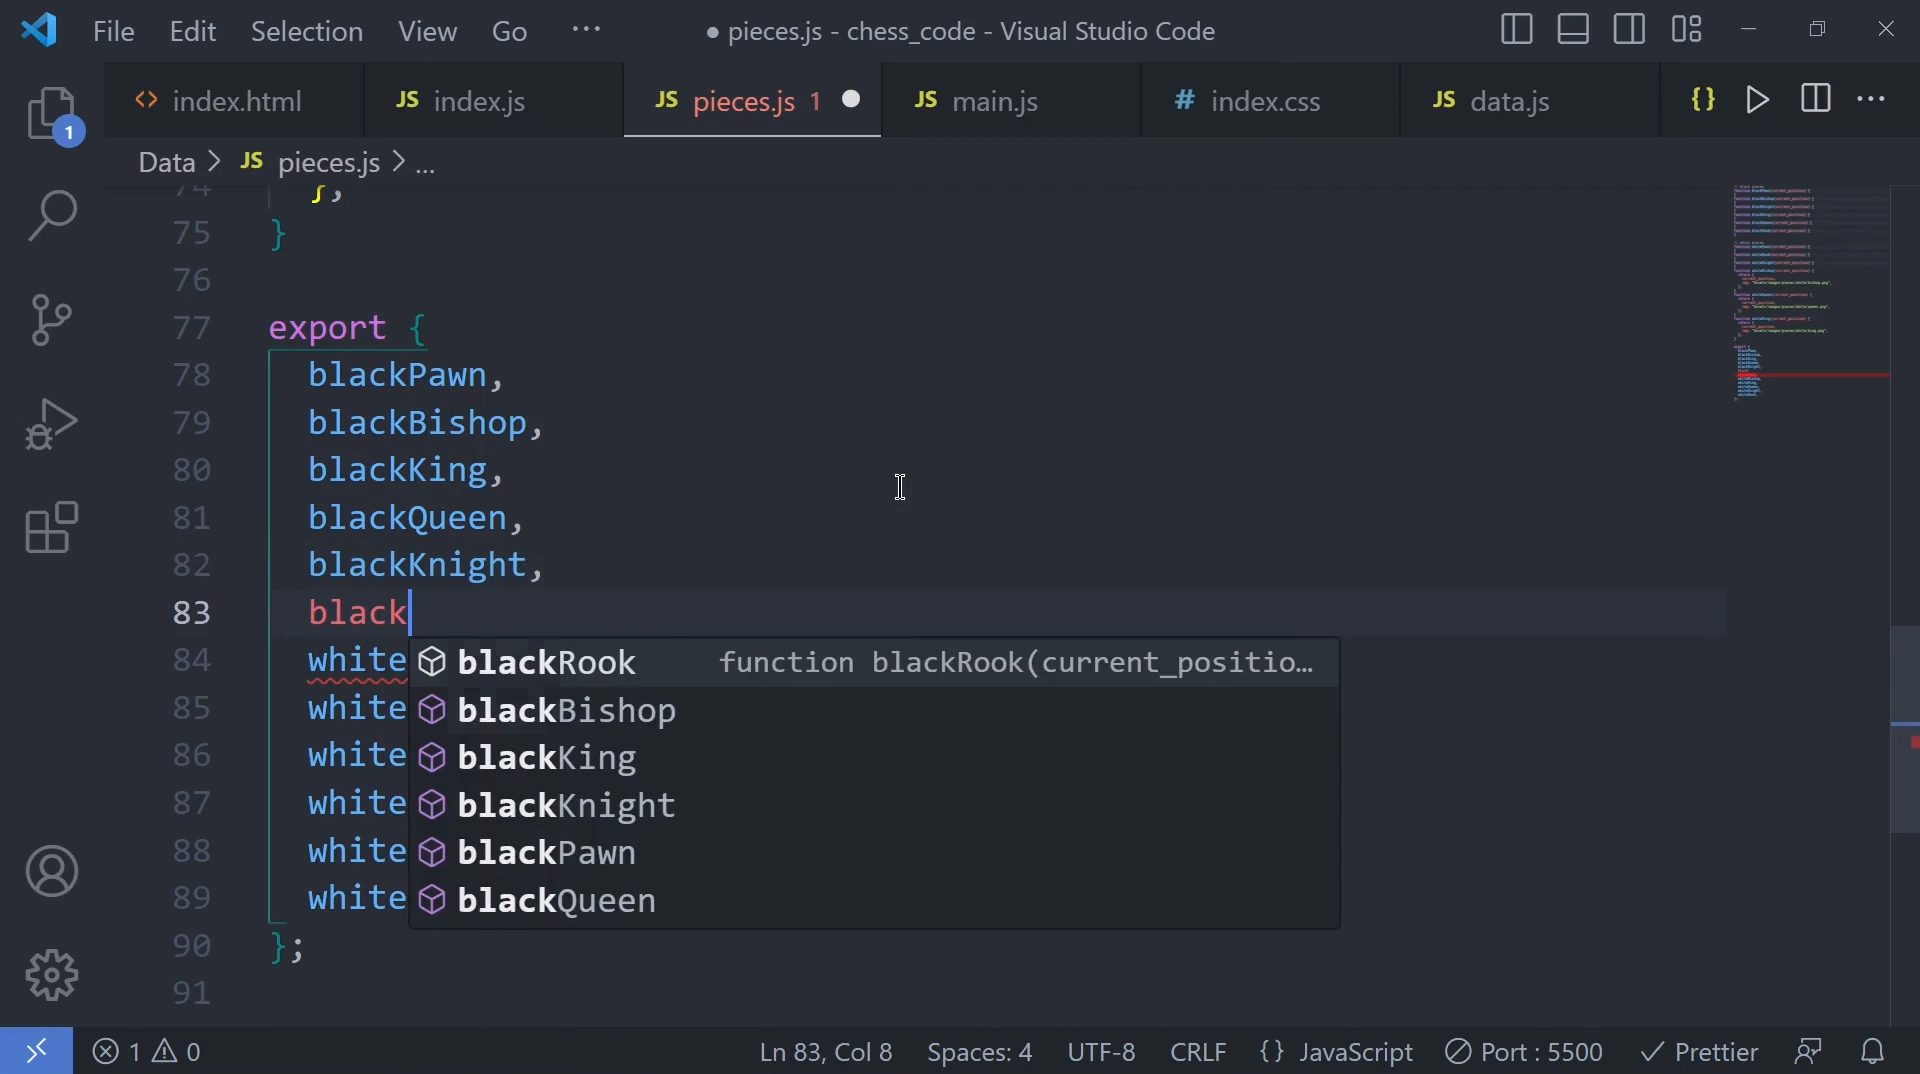 File Edit Selection View Go ··· ● pieces.js - chess_code - Visual Studio Code
index.html JS index.js JS pieces.js 1 JS main.js # index.css JS data.js {} ···
1
Data > JS pieces.js > ...
74 },
75 }
76
77 export {
78 blackPawn,
79 blackBishop,
80 blackKing,
81 blackQueen,
82 blackKnight,
83 black
84 white blackRook function blackRook(current_positio...
85 white blackBishop
86 white blackKing
87 white blackKnight
88 white blackPawn
89 white blackQueen
90 };
91
1 0 Ln 83, Col 8 Spaces: 4 UTF-8 CRLF {} JavaScript Port : 5500 Prettier